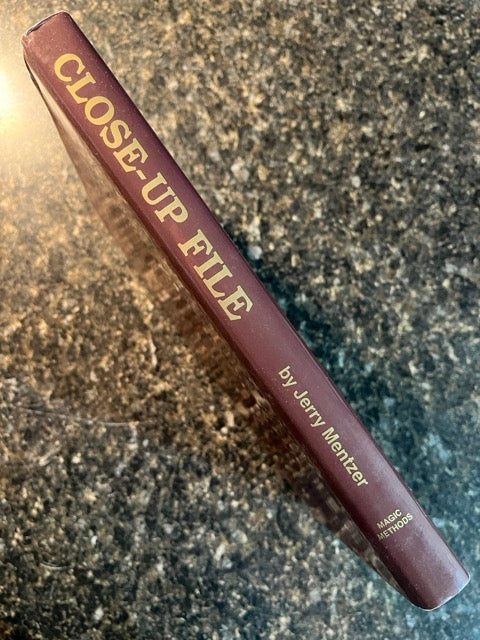 CLOSE-UP FILE
by Jerry Mentzer
MAGIC
METHODS